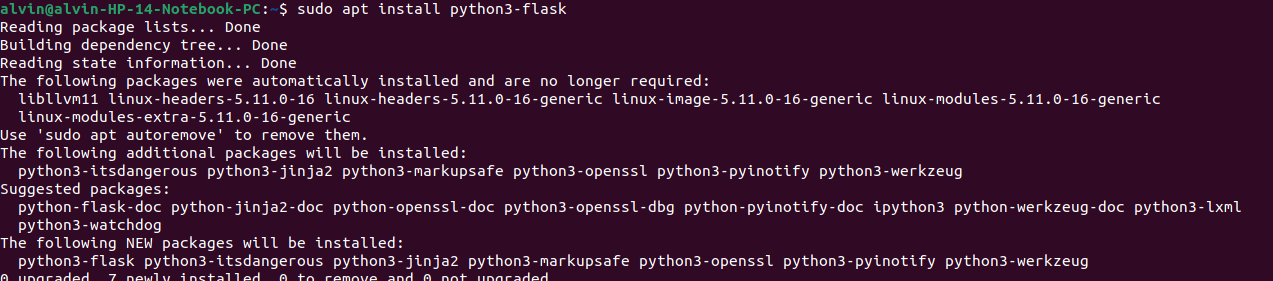 alvin@alvin-HP-14-Notebook-PC:~$ sudo apt install python3-flask
Reading package lists... Done
Building dependency tree... Done
Reading state information... Done
The following packages were automatically installed and are no longer required:
  libllvm11 linux-headers-5.11.0-16 linux-headers-5.11.0-16-generic linux-image-5.11.0-16-generic linux-modules-5.11.0-16-generic
  linux-modules-extra-5.11.0-16-generic
Use 'sudo apt autoremove' to remove them.
The following additional packages will be installed:
  python3-itsdangerous python3-jinja2 python3-markupsafe python3-openssl python3-pyinotify python3-werkzeug
Suggested packages:
  python-flask-doc python-jinja2-doc python-openssl-doc python3-openssl-dbg python-pyinotify-doc ipython3 python-werkzeug-doc python3-lxml
  python3-watchdog
The following NEW packages will be installed:
  python3-flask python3-itsdangerous python3-jinja2 python3-markupsafe python3-openssl python3-pyinotify python3-werkzeug
0 upgraded, 7 newly installed, 0 to remove and 0 not upgraded.